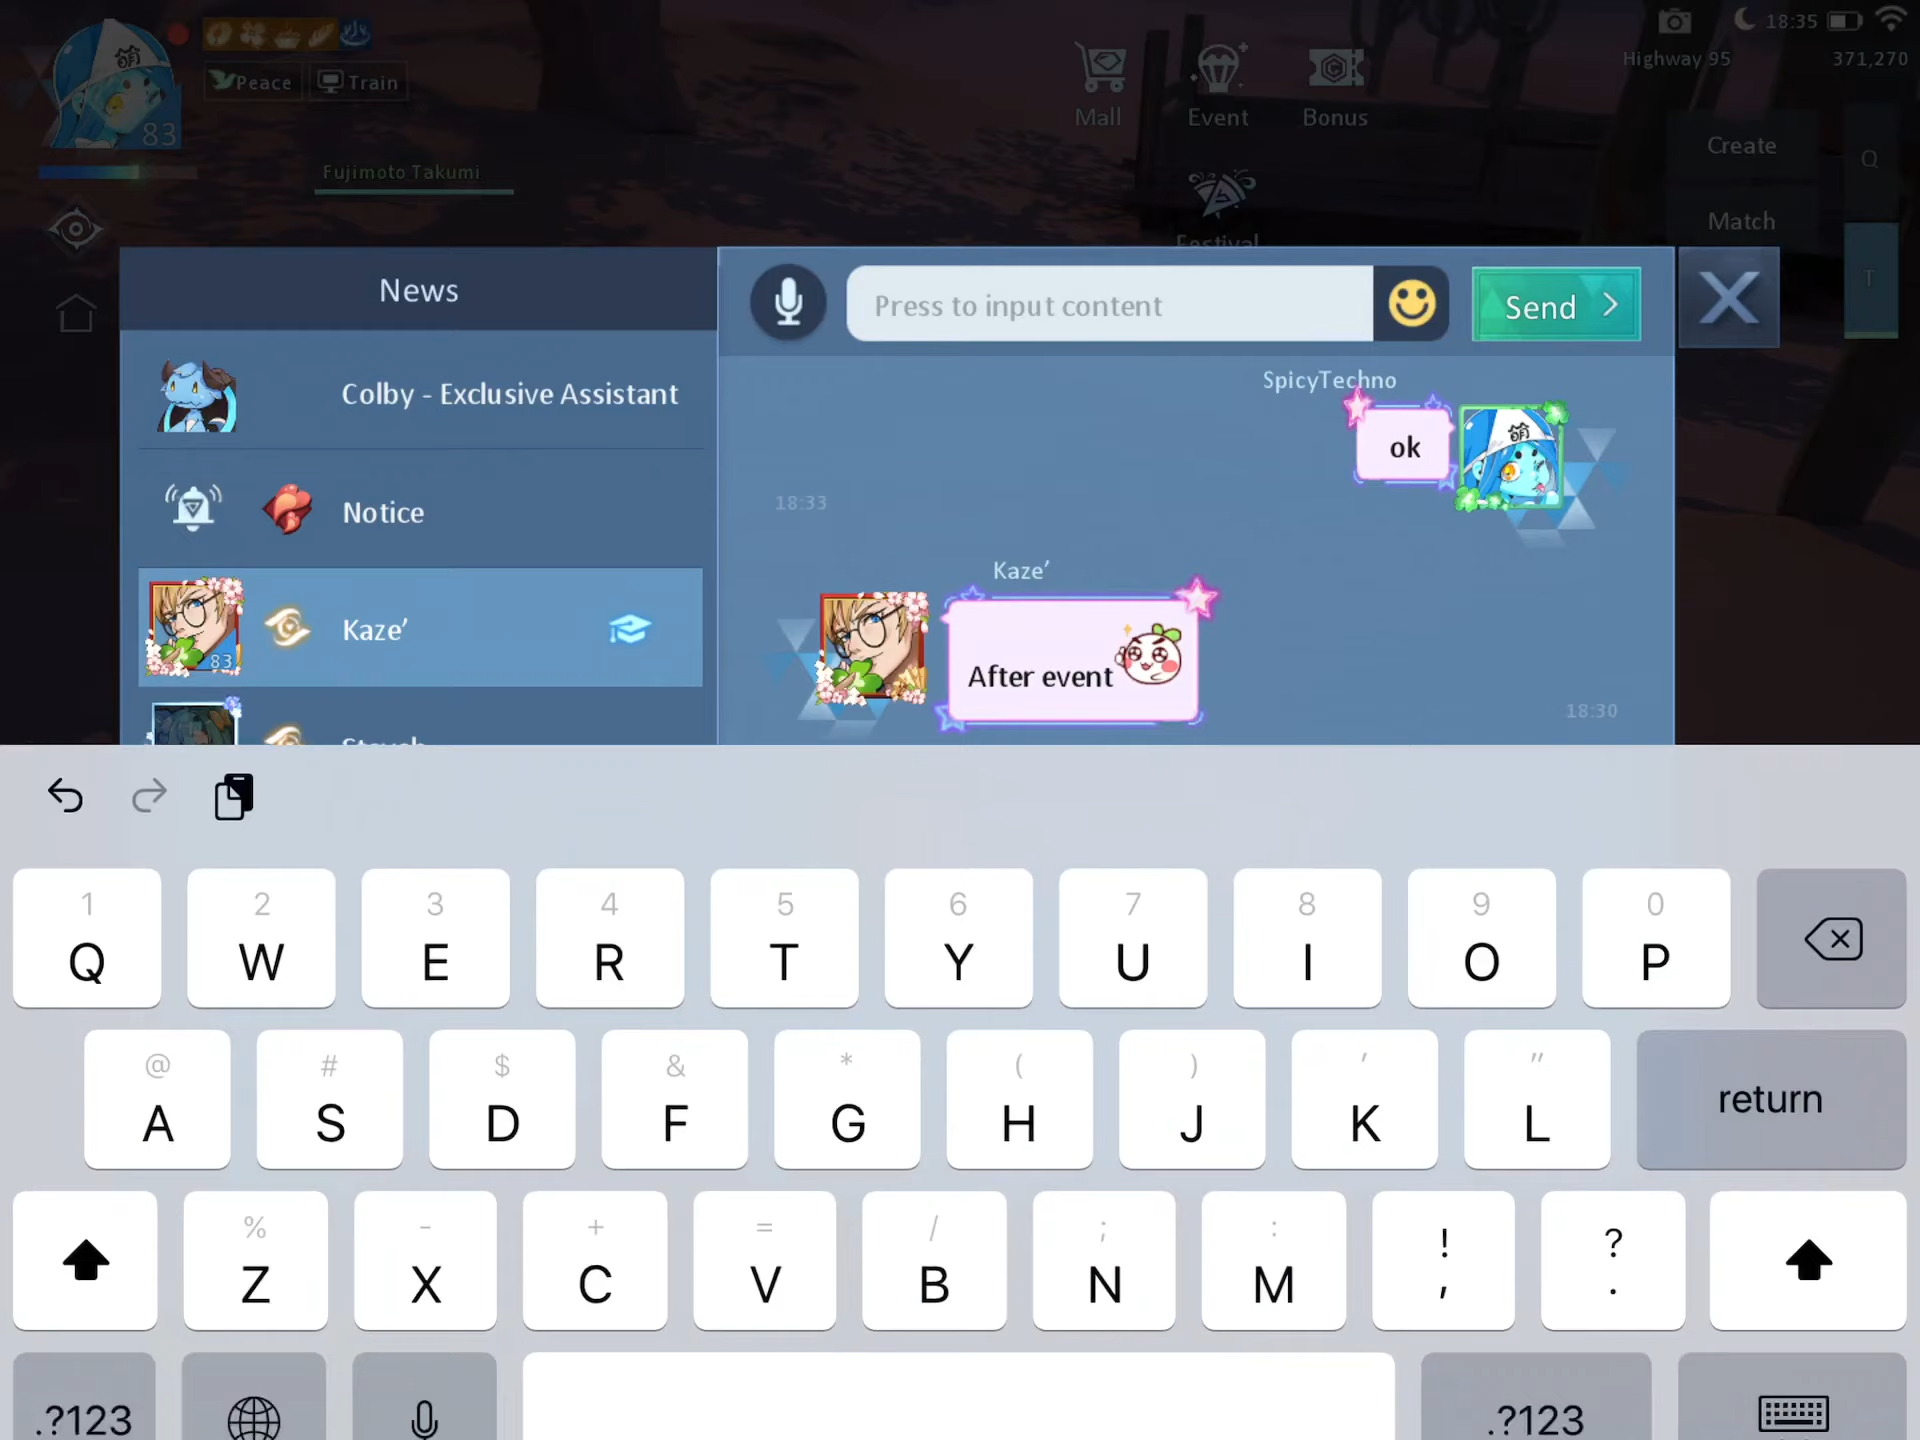 萌
83
Peace
Train
Fujimoto Takumi
Mall
Event
Bonus
Festival
18:35
Highway 95
371,270
Create
Match
Q
T
News
Press to input content
Send
Colby - Exclusive Assistant
Notice
Kaze’
83
SpicyTechno
ok
萌
18:33
Kaze’
After event
18:30
1 2 3 4 5 6 7 8 9 0
Q W E R T Y U I O P
@ # $ & * ( ) ' "
A S D F G H J K L return
% - + = / ; : ! ?
Z X C V B N M , .
.?123 .?123